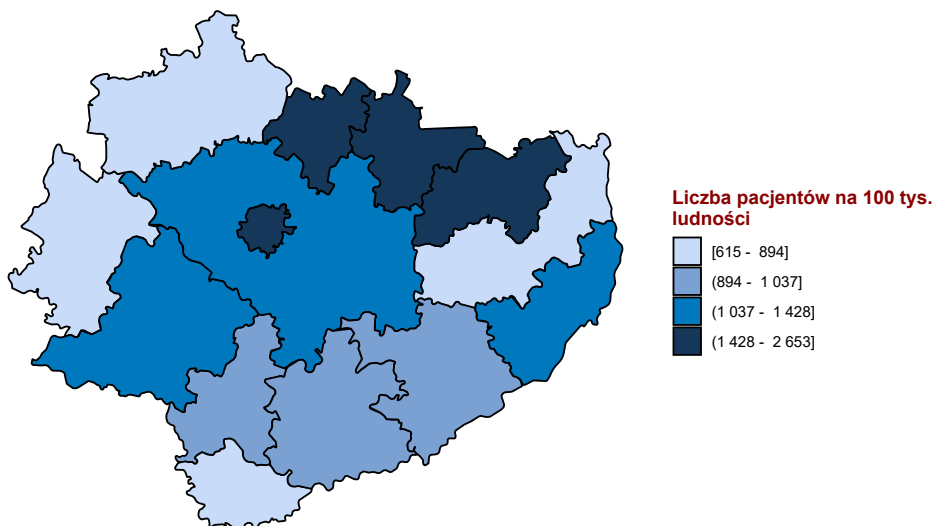 Liczba pacjentów na 100 tys.
ludności
[615 - 894]
(894 - 1 037]
(1 037 - 1 428]
(1 428 - 2 653]